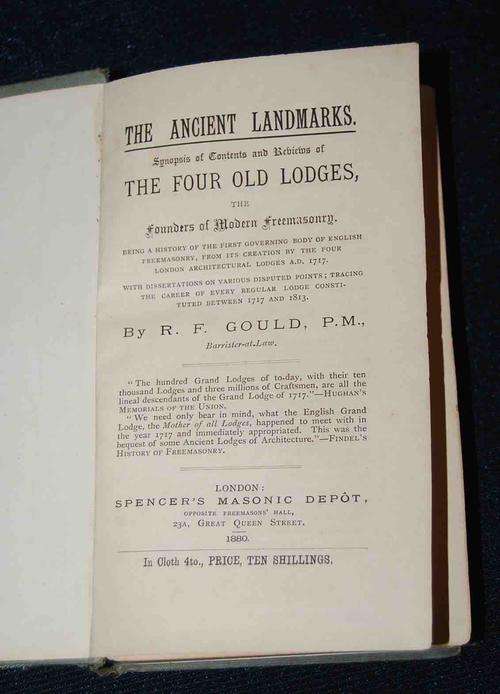 THE ANCIENT LANDMARKS.
Synopsis of Contents and Reviews of
THE FOUR OLD LODGES,
THE
Founders of Modern Freemasonry.
BEING A HISTORY OF THE FIRST GOVERNING BODY OF ENGLISH
FREEMASONRY, FROM ITS CREATION BY THE FOUR
LONDON ARCHITECTURAL LODGES A.D. 1717.
WITH DISSERTATIONS ON VARIOUS DISPUTED POINTS; TRACING
THE CAREER OF EVERY REGULAR LODGE CONSTI-
TUTED BETWEEN 1717 AND 1813.
By R. F. GOULD, P.M.,
Barrister-at-Law.
"The hundred Grand Lodges of to-day, with their ten
thousand Lodges and three millions of Craftsmen, are all the
lineal descendants of the Grand Lodge of 1717."—HUGHAN'S
MEMORIALS OF THE UNION.
"We need only bear in mind, what the English Grand
Lodge, the Mother of all Lodges, happened to meet with in
the year 1717 and immediately appropriated. This was the
bequest of some Ancient Lodges of Architecture."—FINDEL'S
HISTORY OF FREEMASONRY.
LONDON:
SPENCER'S MASONIC DEPÔT,
OPPOSITE FREEMASONS' HALL,
23A, GREAT QUEEN STREET.
1880.
In Cloth 4to., PRICE, TEN SHILLINGS.